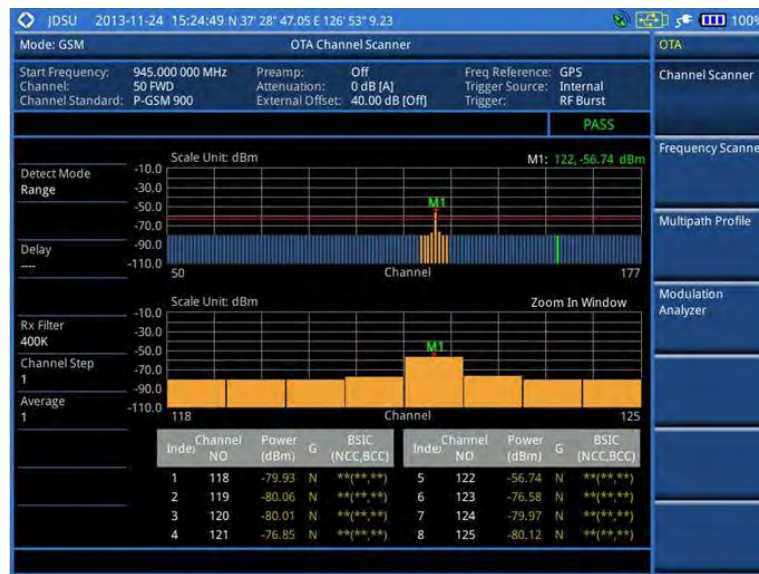 JDSU 2013-11-24 15:24:49 N 37' 28" 47.05 E 126' 53" 9.23 100%
Mode: GSM OTA Channel Scanner OTA
Start Frequency: 945.000 000 MHz Preamp: Off Freq Reference: GPS
Channel: 50 FWD Attenuation: 0 dB [A] Trigger Source: Internal
Channel Standard: P-GSM 900 External Offset: 40.00 dB [Off] Trigger: RF Burst
Channel Scanner
PASS
Frequency Scanne
Multipath Profile
Modulation
Analyzer
Detect Mode
Range
Delay
----
Rx Filter
400K
Channel Step
1
Average
1
Scale Unit: dBm M1: 122, -56.74 dBm
-10.0
-30.0
-50.0
-70.0
-90.0
-110.0
M1
50 Channel 177
Scale Unit: dBm Zoom In Window
-10.0
-30.0
-50.0
-70.0
-90.0
-110.0
M1
118 Channel 125
Index Channel NO Power (dBm) G BSIC (NCC,BCC) Index Channel NO Power (dBm) G BSIC (NCC,BCC)
1 118 -79.93 N **(**,**) 5 122 -56.74 N **(**,**)
2 119 -80.06 N **(**,**) 6 123 -76.58 N **(**,**)
3 120 -80.01 N **(**,**) 7 124 -79.97 N **(**,**)
4 121 -76.85 N **(**,**) 8 125 -80.12 N **(**,**)